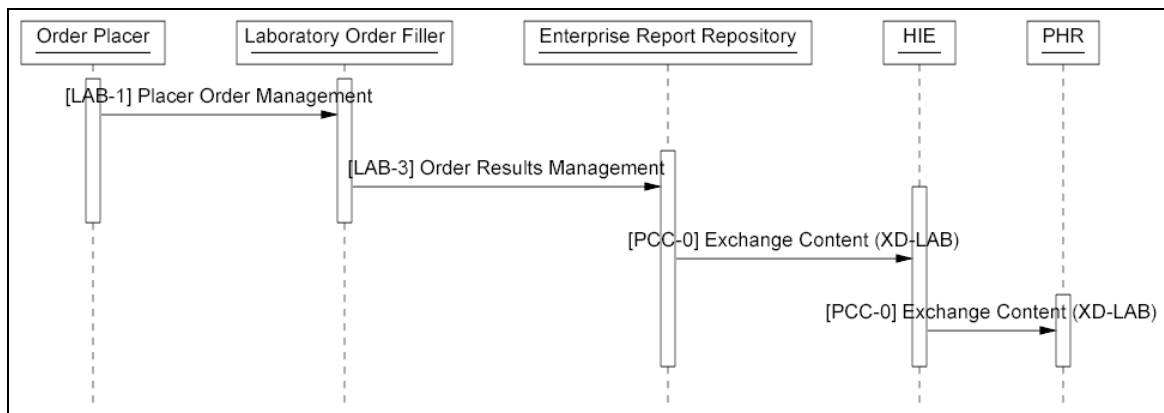 Order Placer
Laboratory Order Filler
Enterprise Report Repository
HIE
PHR
[LAB-1] Placer Order Management
[LAB-3] Order Results Management
[PCC-0] Exchange Content (XD-LAB)
[PCC-0] Exchange Content (XD-LAB)